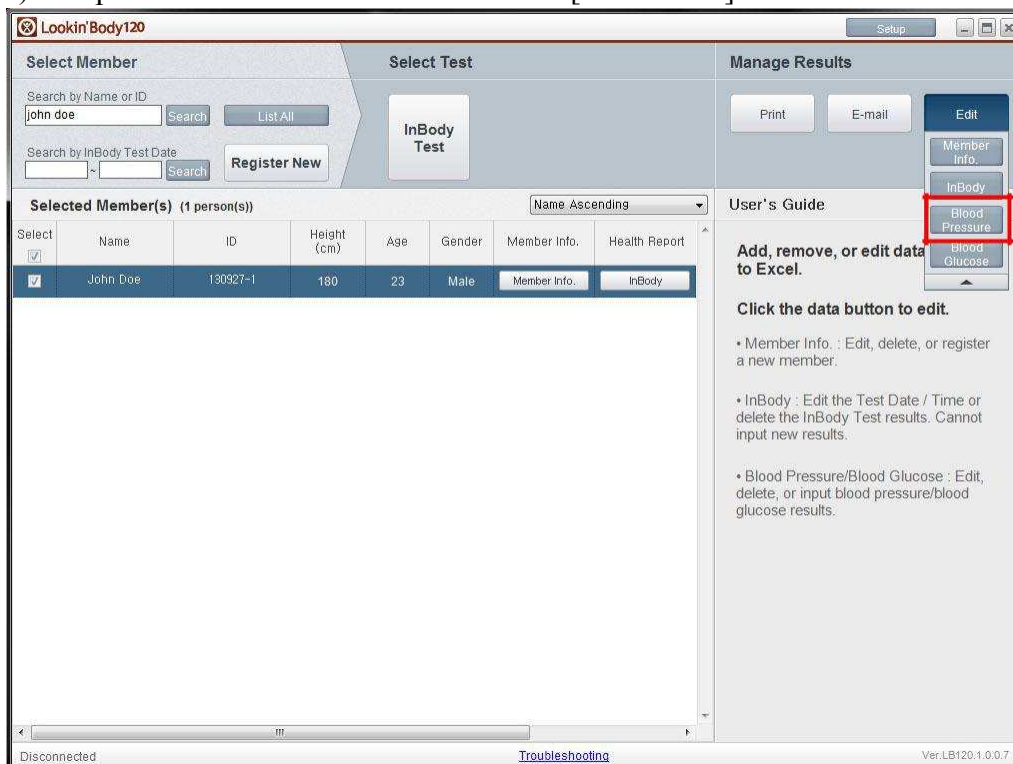 Lookin'Body120
Setup
Select Member
Select Test
Manage Results
Search by Name or ID
john doe
Search
List All
Search by InBody Test Date
~
Search
Register New
InBody
Test
Print
E-mail
Edit
Member
Info.
InBody
Blood
Pressure
Blood
Glucose
Selected Member(s) (1 person(s))
Name Ascending
Select
Name
ID
Height
(cm)
Age
Gender
Member Info.
Health Report
John Doe
130927-1
180
23
Male
Member Info.
InBody
User's Guide
Add, remove, or edit data
to Excel.
Click the data button to edit.
• Member Info. : Edit, delete, or register
a new member.
• InBody : Edit the Test Date / Time or
delete the InBody Test results. Cannot
input new results.
• Blood Pressure/Blood Glucose : Edit,
delete, or input blood pressure/blood
glucose results.
Disconnected
Troubleshooting
Ver.LB120.1.0.0.7